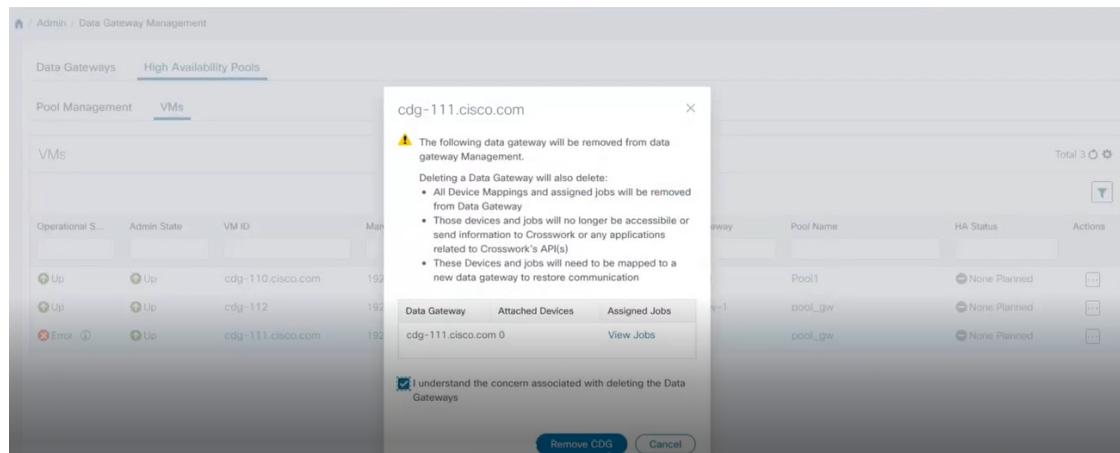 / Admin / Data Gateway Management
Data Gateways High Availability Pools
Pool Management VMs
VMs
Total 3
Operational S... Admin State VM ID Pool Name HA Status Actions
Up Up cdg-110.cisco.com 192 Pool1 None Planned
Up Up cdg-112 192 pool_gw None Planned
Error Up cdg-111.cisco.com 192 pool_gw None Planned
cdg-111.cisco.com
The following data gateway will be removed from data
gateway Management.
Deleting a Data Gateway will also delete:
• All Device Mappings and assigned jobs will be removed
from Data Gateway
• Those devices and jobs will no longer be accessibile or
send information to Crosswork or any applications
related to Crosswork's API(s)
• These Devices and jobs will need to be mapped to a
new data gateway to restore communication
Data Gateway Attached Devices Assigned Jobs
cdg-111.cisco.com 0 View Jobs
I understand the concern associated with deleting the Data
Gateways
Remove CDG Cancel